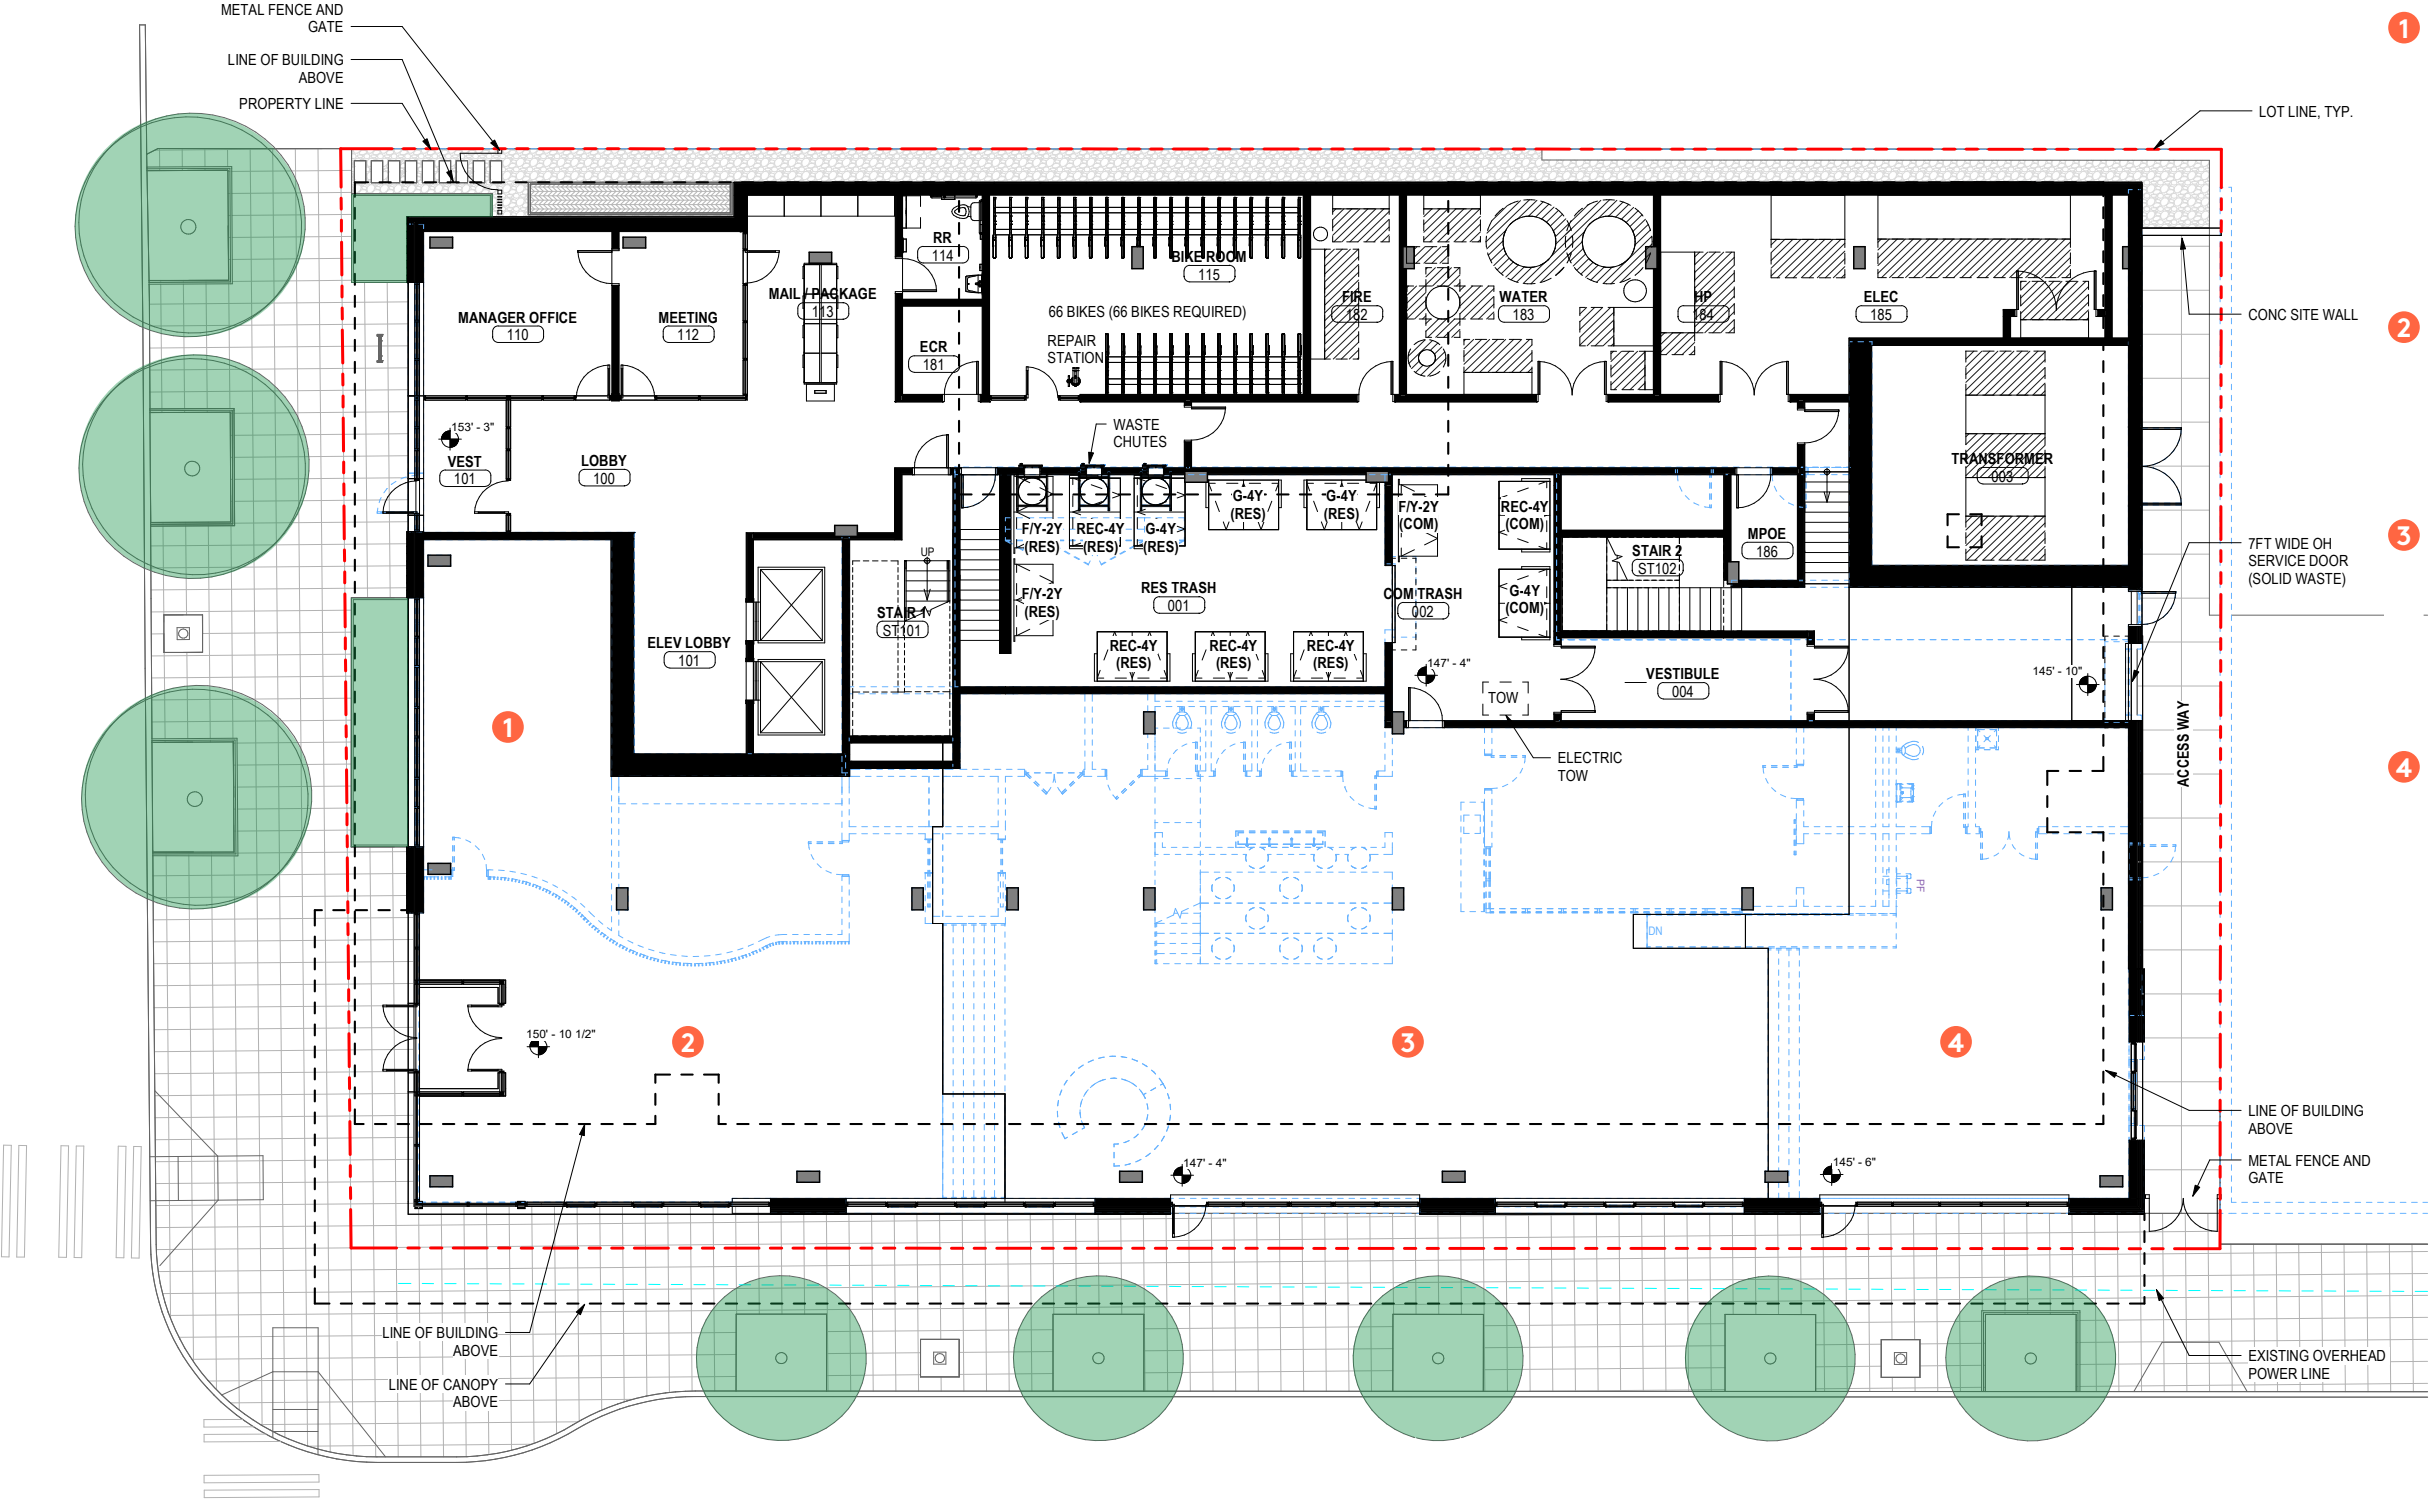 METAL FENCE AND
GATE
LINE OF BUILDING
ABOVE
PROPERTY LINE
1
LOT LINE, TYP.
CONC SITE WALL
2
3
7FT WIDE OH
SERVICE DOOR
(SOLID WASTE)
4
MANAGER OFFICE
110
MEETING
112
MAIL / PACKAGE
113
RR
114
ECR
181
BIKE ROOM
115
66 BIKES (66 BIKES REQUIRED)
REPAIR
STATION
FIRE
182
WATER
183
HP
184
ELEC
185
153' - 3"
VEST
101
LOBBY
100
WASTE
CHUTES
TRANSFORMER
003
F/Y-2Y
(RES)
REC-4Y
(RES)
G-4Y
(RES)
G-4Y
(RES)
G-4Y
(RES)
F/Y-2Y
(COM)
REC-4Y
(COM)
F/Y-2Y
(RES)
RES TRASH
001
COM TRASH
002
G-4Y
(COM)
STAIR 2
ST102
MPOE
186
UP
STAIR 1
ST101
ELEV LOBBY
101
REC-4Y
(RES)
REC-4Y
(RES)
REC-4Y
(RES)
147' - 4"
TOW
VESTIBULE
004
145' - 10"
ELECTRIC
TOW
ACCESS WAY
1
PF
DN
150' - 10 1/2"
2
3
4
147' - 4"
145' - 6"
LINE OF BUILDING
ABOVE
METAL FENCE AND
GATE
LINE OF BUILDING
ABOVE
LINE OF CANOPY
ABOVE
EXISTING OVERHEAD
POWER LINE